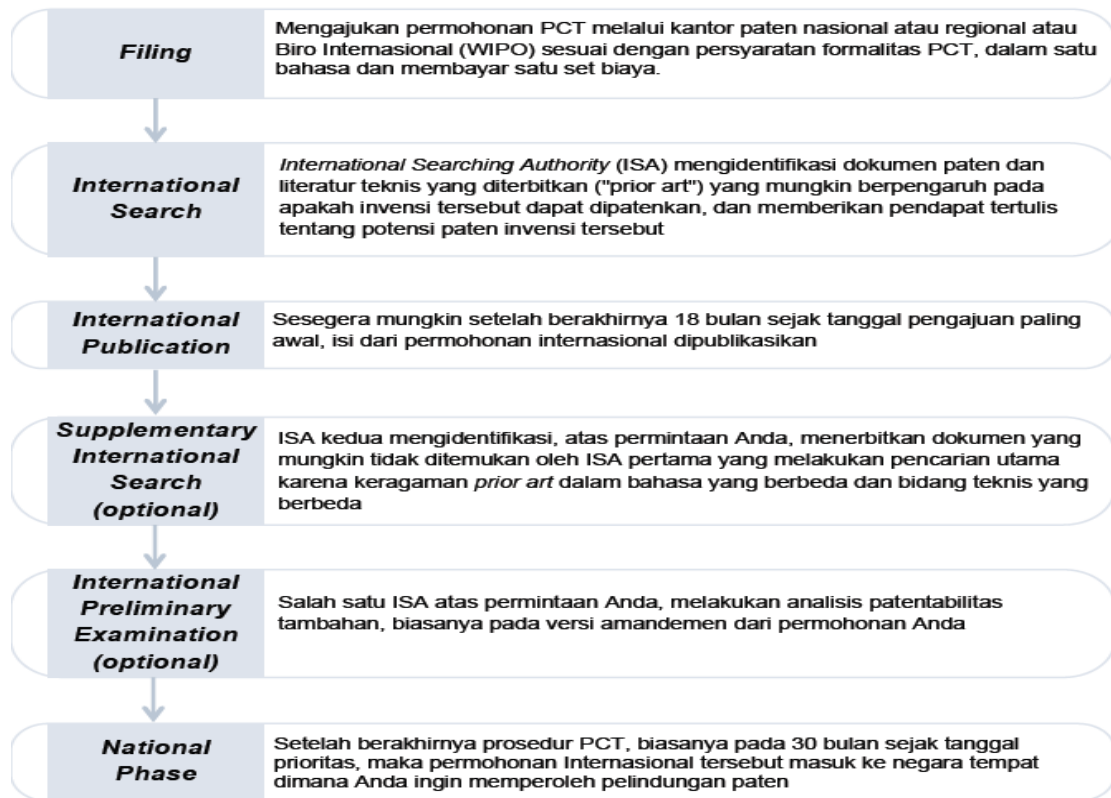 Filing
Mengajukan permohonan PCT melalui kantor paten nasional atau regional atau
Biro Internasional (WIPO) sesuai dengan persyaratan formalitas PCT, dalam satu
bahasa dan membayar satu set biaya.
International
Search
International Searching Authority (ISA) mengidentifikasi dokumen paten dan
literatur teknis yang diterbitkan ("prior art") yang mungkin berpengaruh pada
apakah invensi tersebut dapat dipatenkan, dan memberikan pendapat tertulis
tentang potensi paten invensi tersebut
International
Publication
Sesegera mungkin setelah berakhirnya 18 bulan sejak tanggal pengajuan paling
awal, isi dari permohonan internasional dipublikasikan
Supplementary
International
Search
(optional)
ISA kedua mengidentifikasi, atas permintaan Anda, menerbitkan dokumen yang
mungkin tidak ditemukan oleh ISA pertama yang melakukan pencarian utama
karena keragaman prior art dalam bahasa yang berbeda dan bidang teknis yang
berbeda
International
Preliminary
Examination
(optional)
Salah satu ISA atas permintaan Anda, melakukan analisis patentabilitas
tambahan, biasanya pada versi amandemen dari permohonan Anda
National
Phase
Setelah berakhirnya prosedur PCT, biasanya pada 30 bulan sejak tanggal
prioritas, maka permohonan Internasional tersebut masuk ke negara tempat
dimana Anda ingin memperoleh pelindungan paten